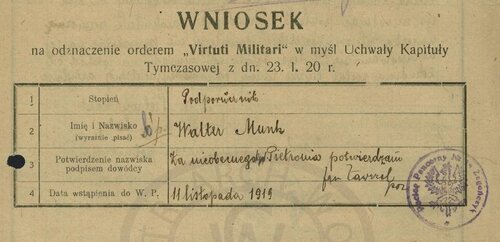 WNIOSEK
na odznaczenie orderem „Virtuti Militari” w myśl Uchwały Kapituły
Tymczasowej z dn. 23. I. 20 r.
1 Stopień Podporucznik
2 Imię i Nazwisko (wyraźnie pisać) Walter Munk
3 Potwierdzenie nazwiska podpisem dowódcy Za nieobecnego potwierdzam
por
4 Data wstąpienia do W. P. 11 listopada 1919
Pociąg Pancerny